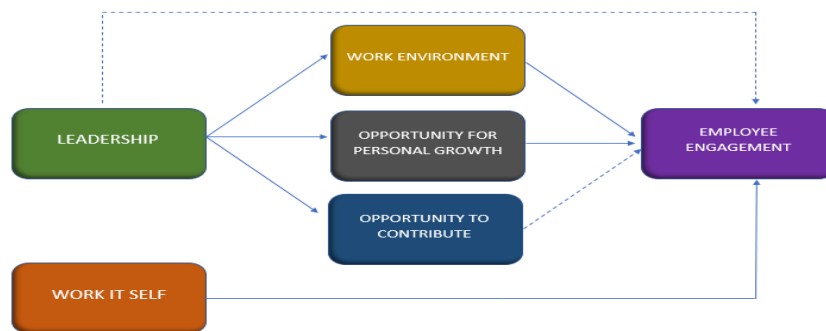 WORK ENVIRONMENT
LEADERSHIP
OPPORTUNITY FOR
PERSONAL GROWTH
EMPLOYEE
ENGAGEMENT
OPPORTUNITY TO
CONTRIBUTE
WORK IT SELF